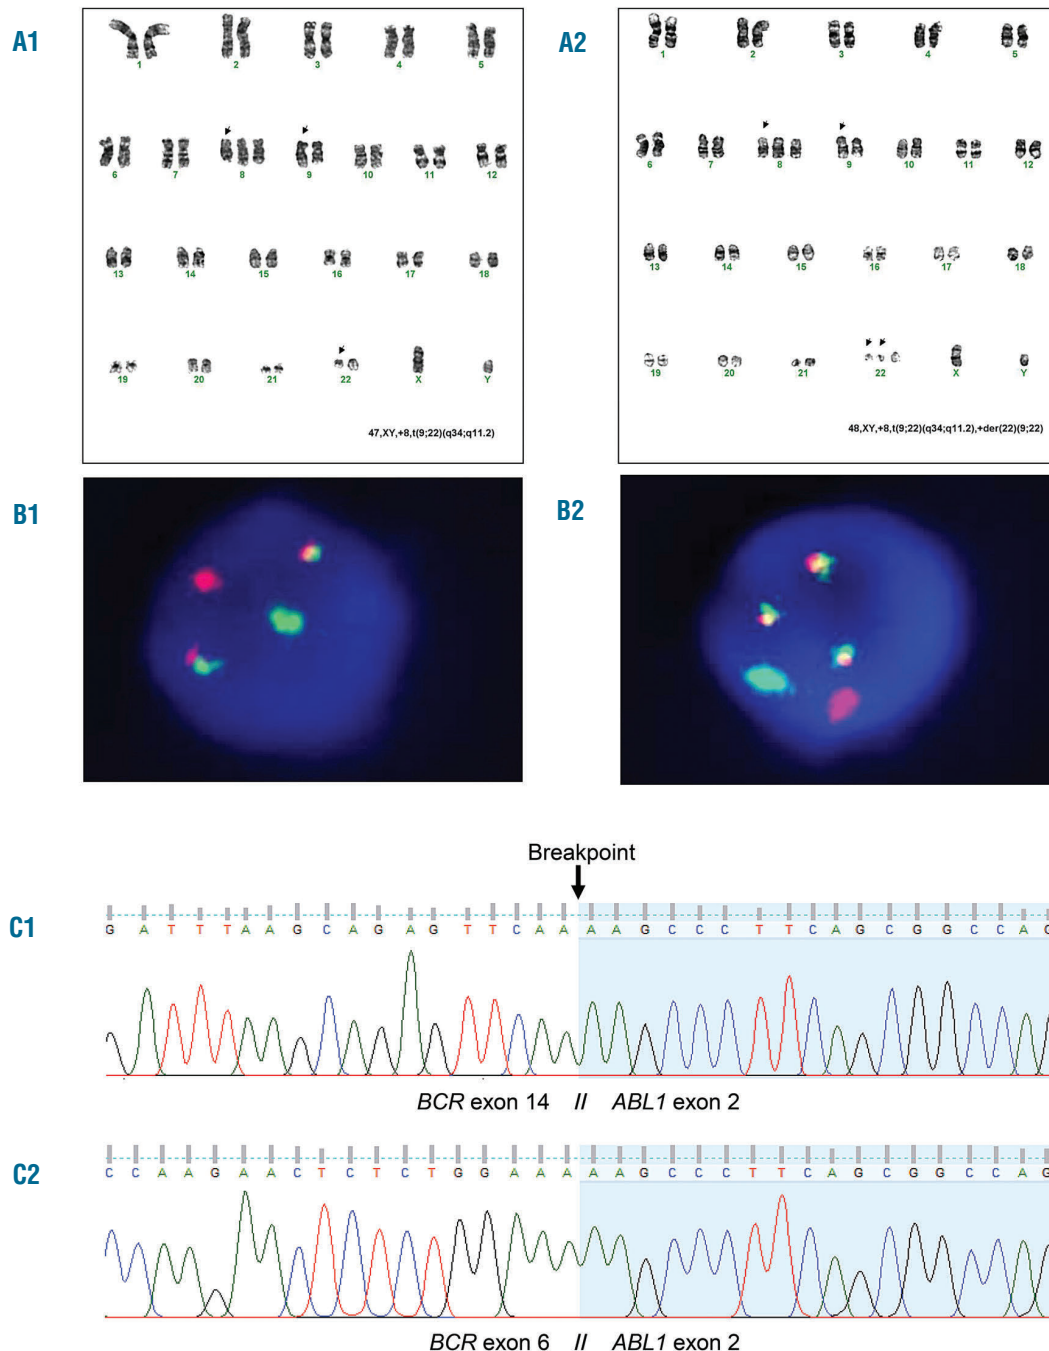 A1
1 2 3 4 5
6 7 8 9 10 11 12
13 14 15 16 17 18
19 20 21 22 X Y
47,XY,+8,t(9;22)(q34;q11.2)
A2
1 2 3 4 5
6 7 8 9 10 11 12
13 14 15 16 17 18
19 20 21 22 X Y
48,XY,+8,t(9;22)(q34;q11.2),+der(22)(9;22)
B1
B2
Breakpoint
C1
G A T T T A A G C A G A G T T C A A A A G C C C T T C A G C G G C C A G
BCR exon 14 // ABL1 exon 2
C2
C C A A G A A C T C T C T G G A A A A A G C C C T T C A G C G G C C A G
BCR exon 6 // ABL1 exon 2